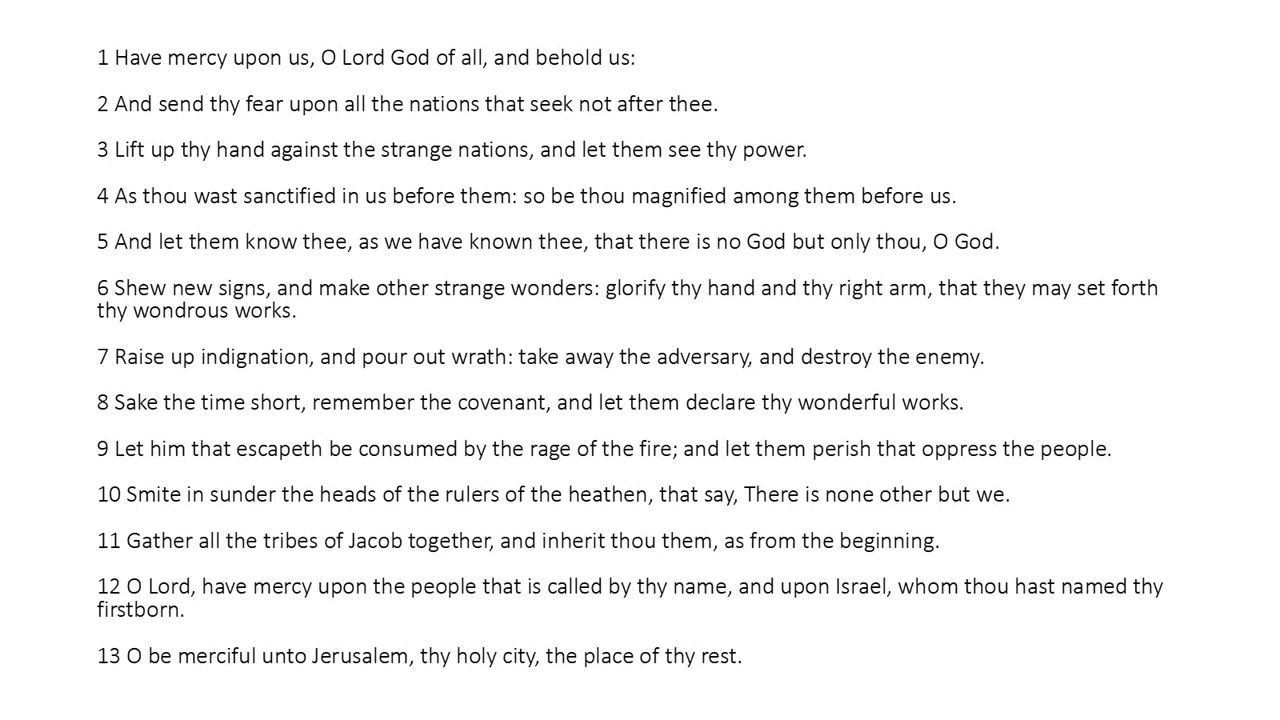 1 Have mercy upon us, O Lord God of all, and behold us:
2 And send thy fear upon all the nations that seek not after thee.
3 Lift up thy hand against the strange nations, and let them see thy power.
4 As thou wast sanctified in us before them: so be thou magnified among them before us.
5 And let them know thee, as we have known thee, that there is no God but only thou, O God.
6 Shew new signs, and make other strange wonders: glorify thy hand and thy right arm, that they may set forth
thy wondrous works.
7 Raise up indignation, and pour out wrath: take away the adversary, and destroy the enemy.
8 Sake the time short, remember the covenant, and let them declare thy wonderful works.
9 Let him that escapeth be consumed by the rage of the fire; and let them perish that oppress the people.
10 Smite in sunder the heads of the rulers of the heathen, that say, There is none other but we.
11 Gather all the tribes of Jacob together, and inherit thou them, as from the beginning.
12 O Lord, have mercy upon the people that is called by thy name, and upon Israel, whom thou hast named thy
firstborn.
13 O be merciful unto Jerusalem, thy holy city, the place of thy rest.